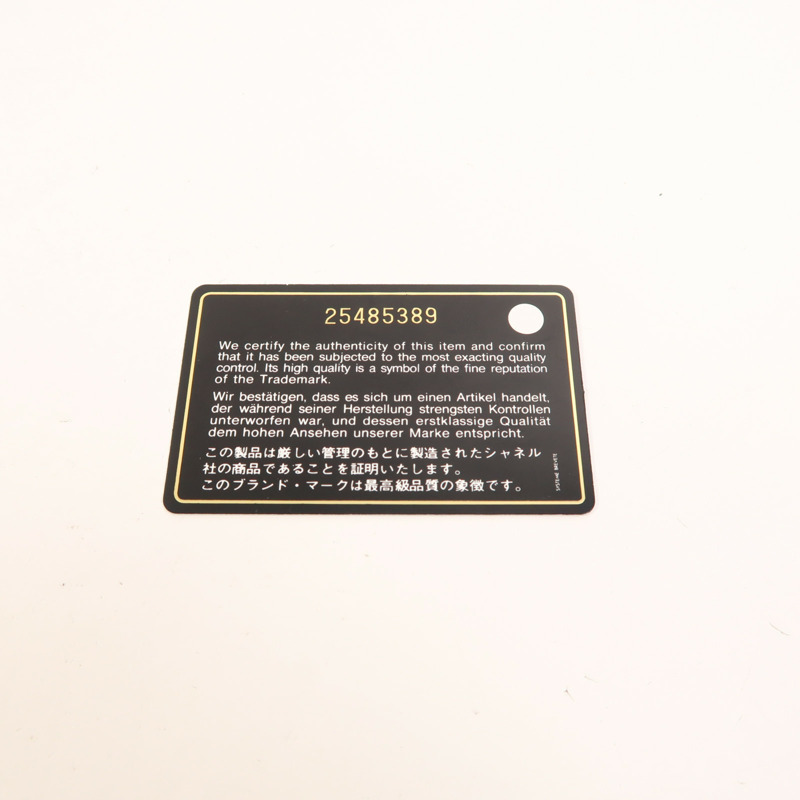 25485389
We certify the authenticity of this item and confirm
that it has been subjected to the most exacting quality
control. Its high quality is a symbol of the fine reputation
of the Trademark.
Wir bestätigen, dass es sich um einen Artikel handelt,
der während seiner Herstellung strengsten Kontrollen
unterworfen war, und dessen erstklassige Qualität
dem hohen Ansehen unserer Marke entspricht.
この製品は厳しい管理のもとに製造されたシャネル
社の商品であることを証明いたします。
このブランド・マークは最高級品質の象徴です。
SYSTEME BREVETE